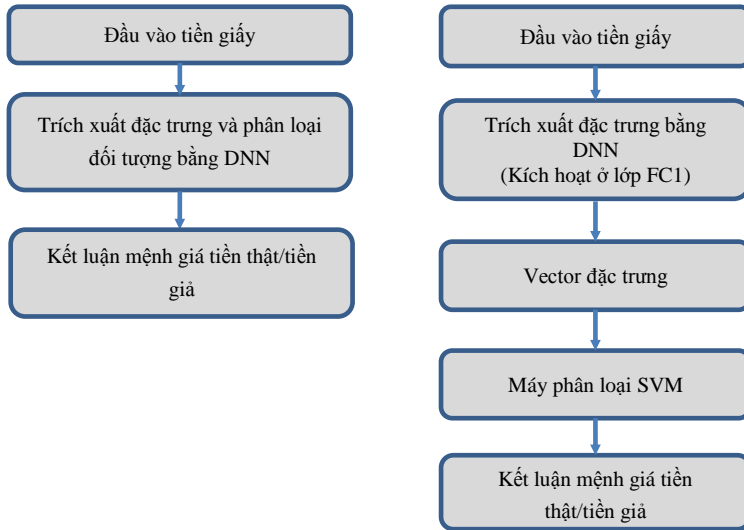 Đầu vào tiền giấy
Trích xuất đặc trưng và phân loại
đối tượng bằng DNN
Kết luận mệnh giá tiền thật/tiền
giả
Đầu vào tiền giấy
Trích xuất đặc trưng bằng
DNN
(Kích hoạt ở lớp FC1)
Vector đặc trưng
Máy phân loại SVM
Kết luận mệnh giá tiền
thật/tiền giả